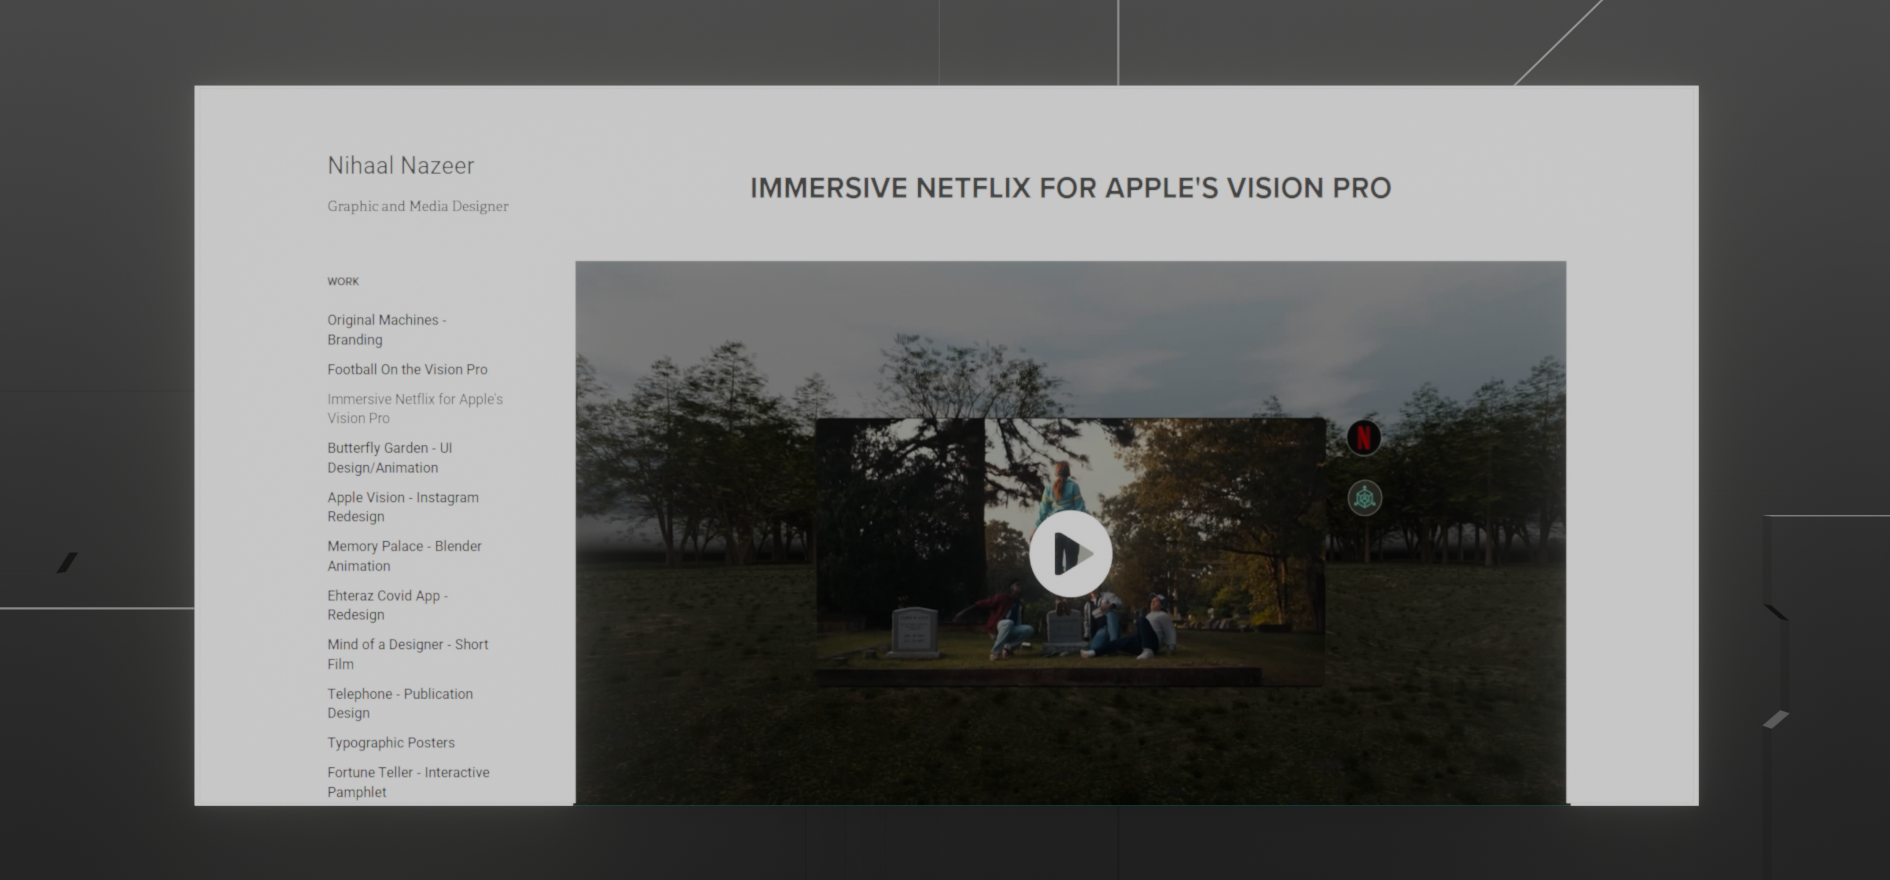 Nihaal Nazeer
Graphic and Media Designer
IMMERSIVE NETFLIX FOR APPLE'S VISION PRO
WORK
Original Machines -
Branding
Football On the Vision Pro
Immersive Netflix for Apple's
Vision Pro
Butterfly Garden - UI
Design/Animation
Apple Vision - Instagram
Redesign
Memory Palace - Blender
Animation
Ehteraz Covid App -
Redesign
Mind of a Designer - Short
Film
Telephone - Publication
Design
Typographic Posters
Fortune Teller - Interactive
Pamphlet
N